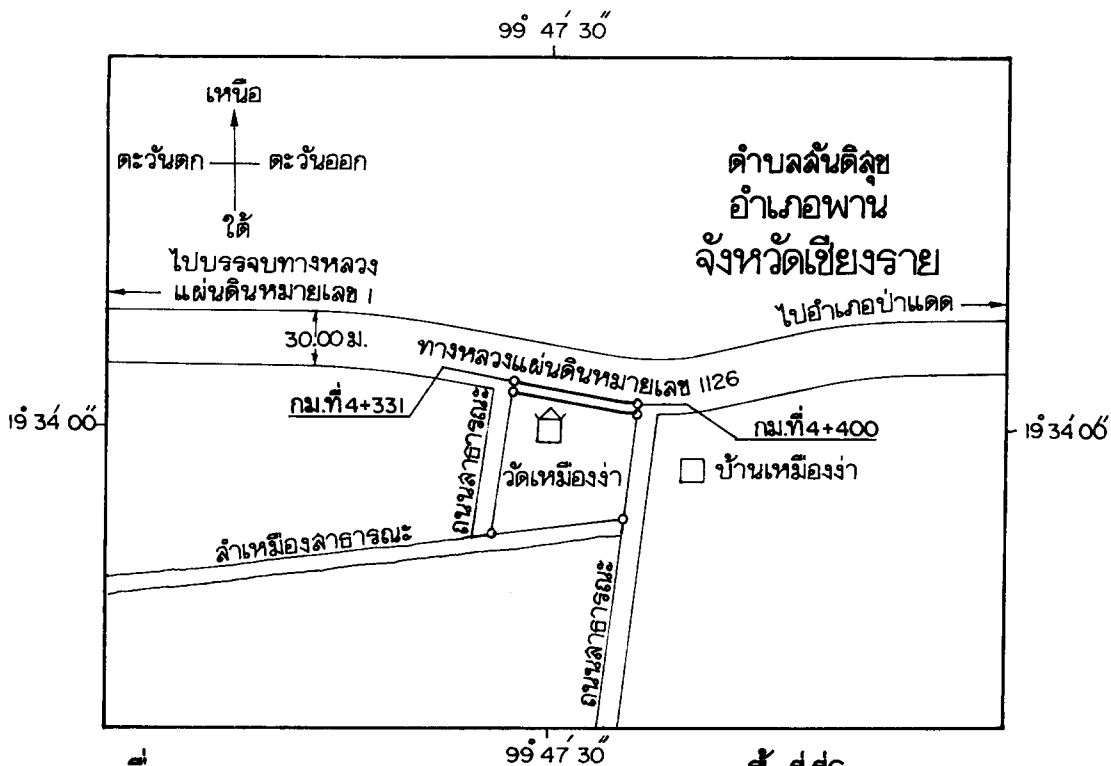 99° 47′ 30″
เหนือ
ตะวันตก ตะวันออก
ใต้
ตำบลสันติสุข
อำเภอพาน
จังหวัดเชียงราย
ไปบรรจบทางหลวง
แผ่นดินหมายเลข 1
ไปอำเภอป่าแดด
30.00 ม.
ทางหลวงแผ่นดินหมายเลข 1126
กม.ที่ 4+331
กม.ที่ 4+400
19° 34′ 00″
19° 34′ 00″
ถนนสาธารณะ
วัดเหมืองง่า
บ้านเหมืองง่า
ลำเหมืองสาธารณะ
ถนนสาธารณะ
99° 47′ 30″